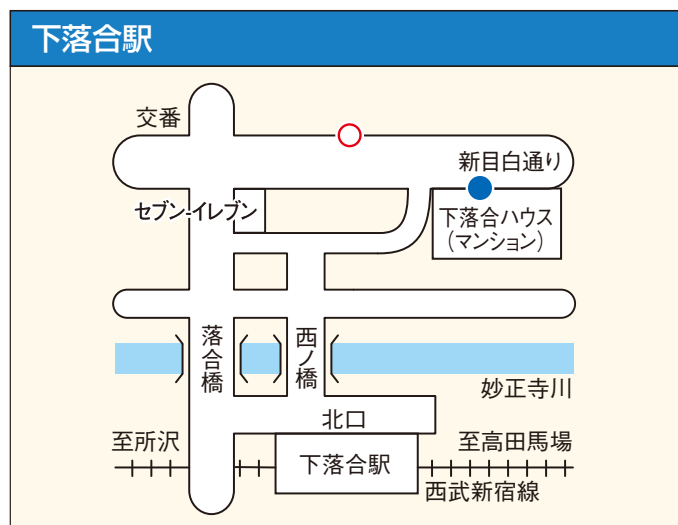 下落合駅
交番
新目白通り
セブン-イレブン
下落合ハウス
(マンション)
落合橋
西ノ橋
妙正寺川
北口
至所沢
至高田馬場
下落合駅
西武新宿線